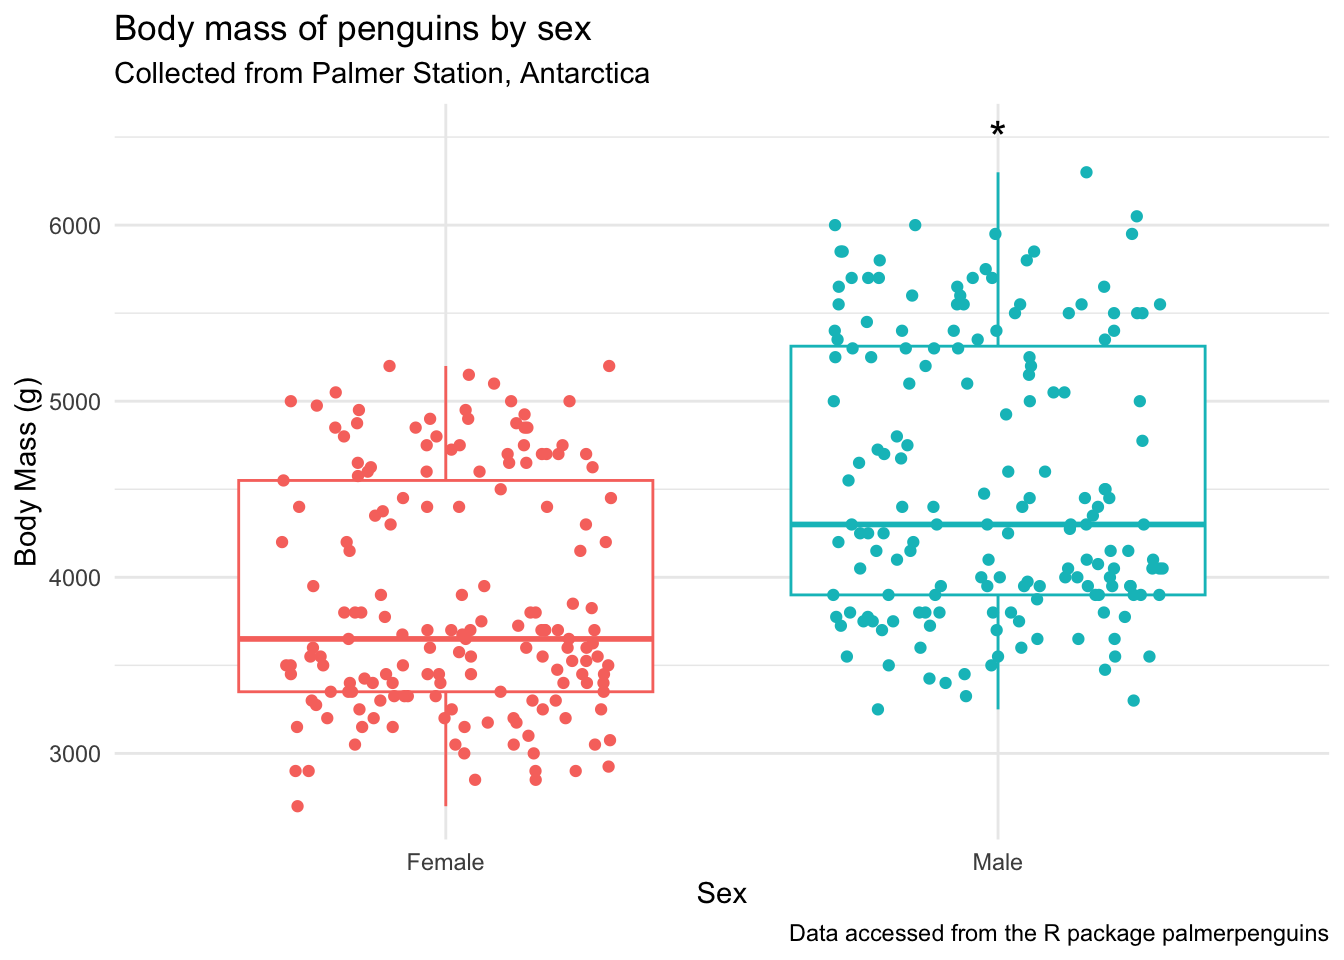 Body mass of penguins by sex
Collected from Palmer Station, Antarctica
*
6000
5000
4000
3000
Body Mass (g)
Female
Male
Sex
Data accessed from the R package palmerpenguins